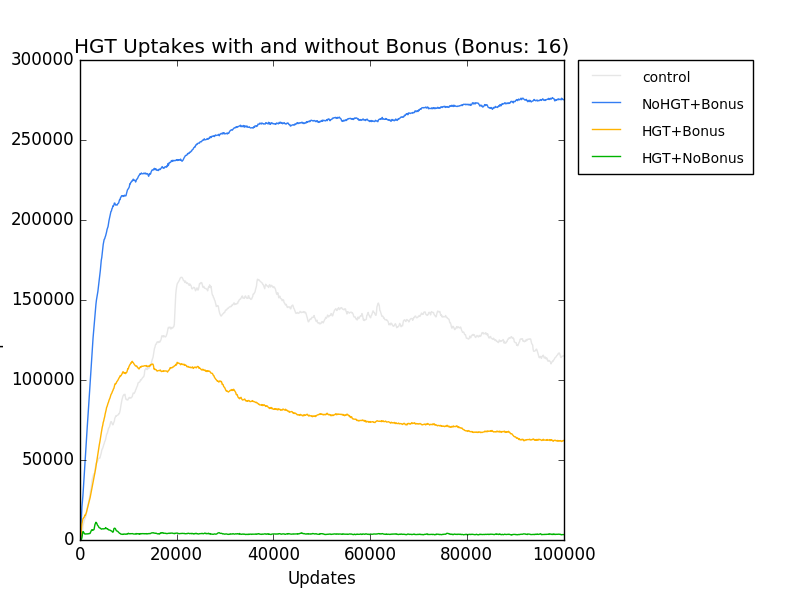 HGT Uptakes with and without Bonus (Bonus: 16)
300000
250000
200000
150000
100000
50000
0
0 20000 40000 60000 80000 100000
Updates
control
NoHGT+Bonus
HGT+Bonus
HGT+NoBonus